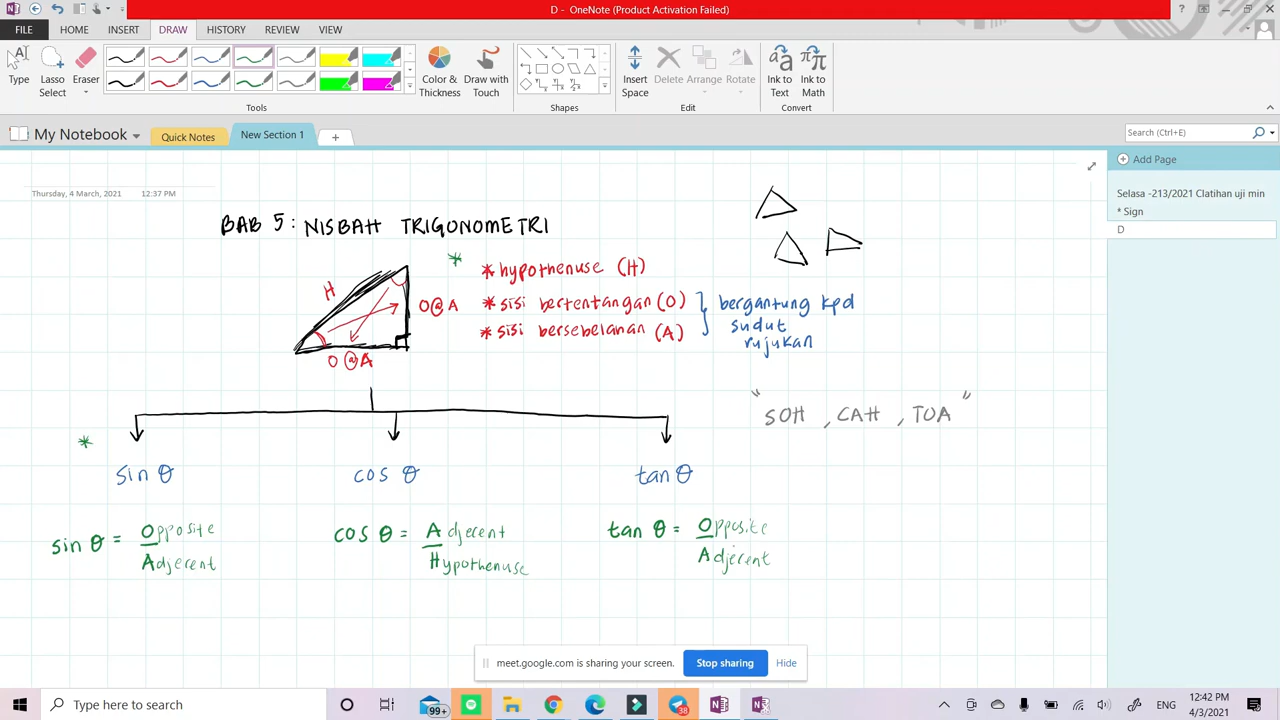 D - OneNote (Product Activation Failed)
FILE HOME INSERT DRAW HISTORY REVIEW VIEW
Type
Lasso Select
Eraser
Color & Thickness
Draw with Touch
Insert Space
Delete
Arrange
Rotate
Ink to Text
Ink to Math
Tools
Shapes
Edit
Convert
My Notebook
Quick Notes
New Section 1
Search (Ctrl+E)
Add Page
Selasa -213/2021 Clatihan uji min
* Sign
D
Thursday, 4 March, 2021 12:37 PM
BAB 5 : NISBAH TRIGONOMETRI
H
O@A
O@A
* hypothenuse (H)
* sisi bertentangan (O)
* sisi bersebelahan (A)
bergantung kpd
sudut
rujukan
"SOH , CAH , TOA"
sin θ
cos θ
tan θ
sin θ = Opposite
Adjecent
cos θ = Adjecent
Hypothenuse
tan θ = Opposite
Adjecent
meet.google.com is sharing your screen.
Stop sharing
Hide
Type here to search
99+
38
ENG
12:42 PM
4/3/2021